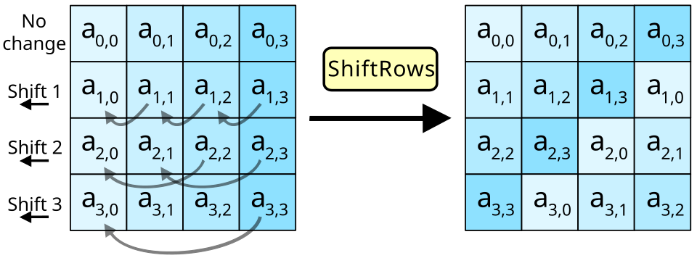 No
change
a0,0 a0,1 a0,2 a0,3
Shift 1
a1,0 a1,1 a1,2 a1,3
Shift 2
a2,0 a2,1 a2,2 a2,3
Shift 3
a3,0 a3,1 a3,2 a3,3
ShiftRows
a0,0 a0,1 a0,2 a0,3
a1,1 a1,2 a1,3 a1,0
a2,2 a2,3 a2,0 a2,1
a3,3 a3,0 a3,1 a3,2